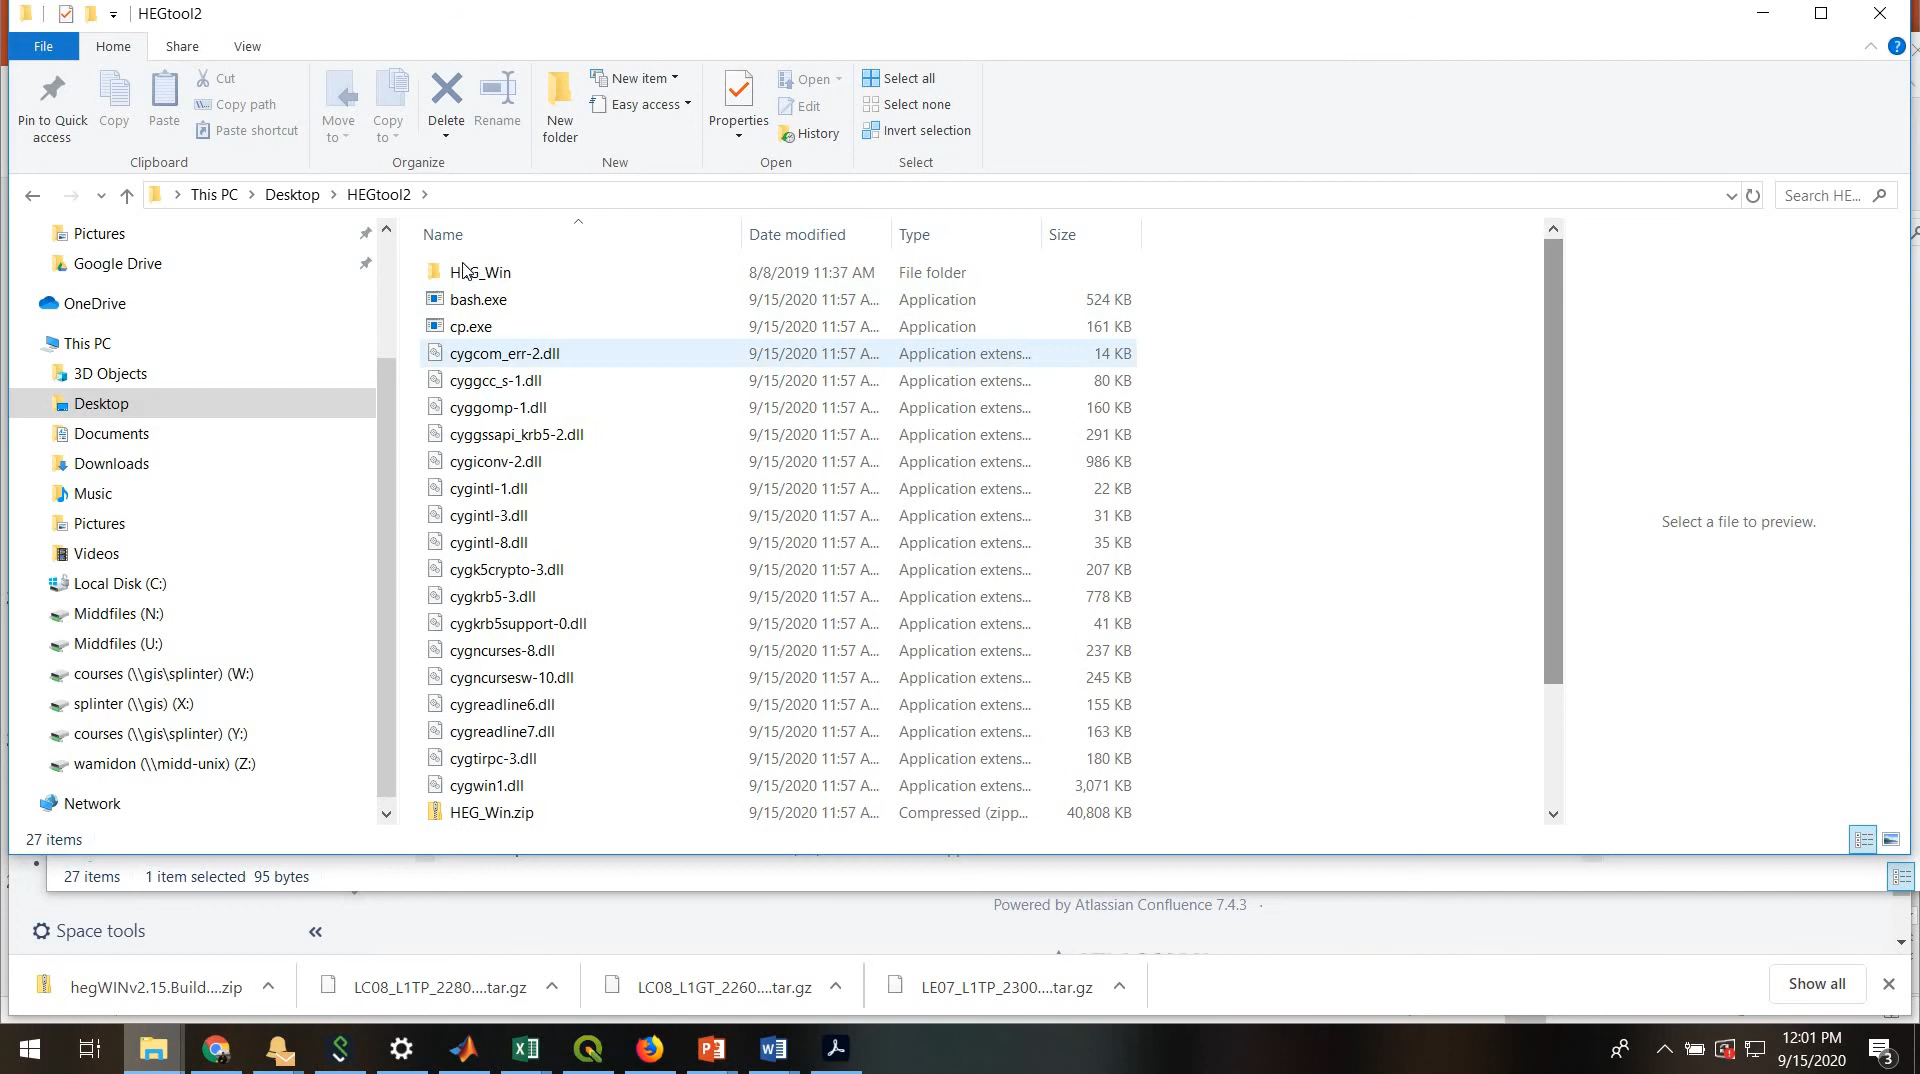 HEGtool2
File Home Share View
Pin to Quick access
Copy
Paste
Cut
Copy path
Paste shortcut
Clipboard
Move to
Copy to
Delete
Rename
Organize
New folder
New item
Easy access
New
Properties
Open
Edit
History
Open
Select all
Select none
Invert selection
Select
This PC > Desktop > HEGtool2 >
Search HE...
Pictures
Google Drive
OneDrive
This PC
3D Objects
Desktop
Documents
Downloads
Music
Pictures
Videos
Local Disk (C:)
Middfiles (N:)
Middfiles (U:)
courses (\\gis\splinter) (W:)
splinter (\\gis) (X:)
courses (\\gis\splinter) (Y:)
wamidon (\\midd-unix) (Z:)
Network
Name Date modified Type Size
HEG_Win 8/8/2019 11:37 AM File folder
bash.exe 9/15/2020 11:57 A... Application 524 KB
cp.exe 9/15/2020 11:57 A... Application 161 KB
cygcom_err-2.dll 9/15/2020 11:57 A... Application extens... 14 KB
cyggcc_s-1.dll 9/15/2020 11:57 A... Application extens... 80 KB
cyggomp-1.dll 9/15/2020 11:57 A... Application extens... 160 KB
cyggssapi_krb5-2.dll 9/15/2020 11:57 A... Application extens... 291 KB
cygiconv-2.dll 9/15/2020 11:57 A... Application extens... 986 KB
cygintl-1.dll 9/15/2020 11:57 A... Application extens... 22 KB
cygintl-3.dll 9/15/2020 11:57 A... Application extens... 31 KB
cygintl-8.dll 9/15/2020 11:57 A... Application extens... 35 KB
cygk5crypto-3.dll 9/15/2020 11:57 A... Application extens... 207 KB
cygkrb5-3.dll 9/15/2020 11:57 A... Application extens... 778 KB
cygkrb5support-0.dll 9/15/2020 11:57 A... Application extens... 41 KB
cygncurses-8.dll 9/15/2020 11:57 A... Application extens... 237 KB
cygncursesw-10.dll 9/15/2020 11:57 A... Application extens... 245 KB
cygreadline6.dll 9/15/2020 11:57 A... Application extens... 155 KB
cygreadline7.dll 9/15/2020 11:57 A... Application extens... 163 KB
cygtirpc-3.dll 9/15/2020 11:57 A... Application extens... 180 KB
cygwin1.dll 9/15/2020 11:57 A... Application extens... 3,071 KB
HEG_Win.zip 9/15/2020 11:57 A... Compressed (zipp... 40,808 KB
Select a file to preview.
27 items
27 items 1 item selected 95 bytes
Powered by Atlassian Confluence 7.4.3 ·
Space tools «
hegWINv2.15.Build....zip
LC08_L1TP_2280....tar.gz
LC08_L1GT_2260....tar.gz
LE07_L1TP_2300....tar.gz
Show all
12:01 PM
9/15/2020
3